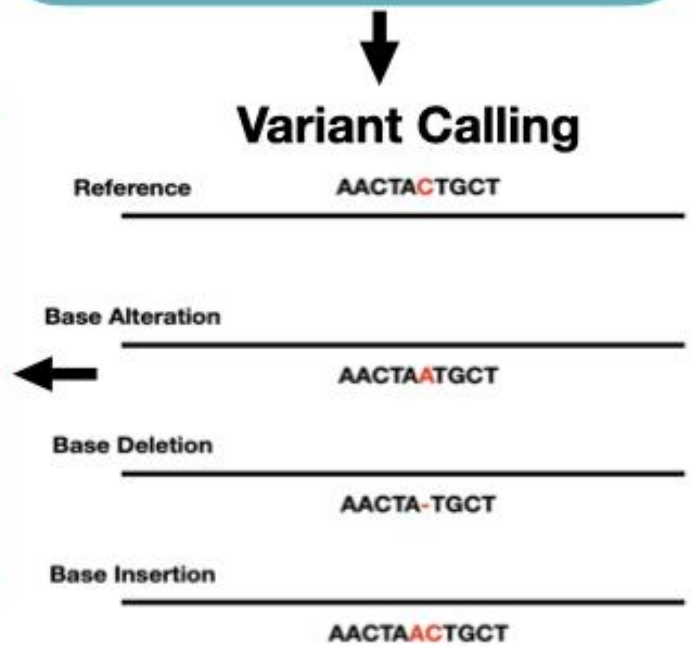 Variant Calling
Reference AACTACTGCT
Base Alteration
AACTAATGCT
Base Deletion
AACTA-TGCT
Base Insertion
AACTAACTGCT